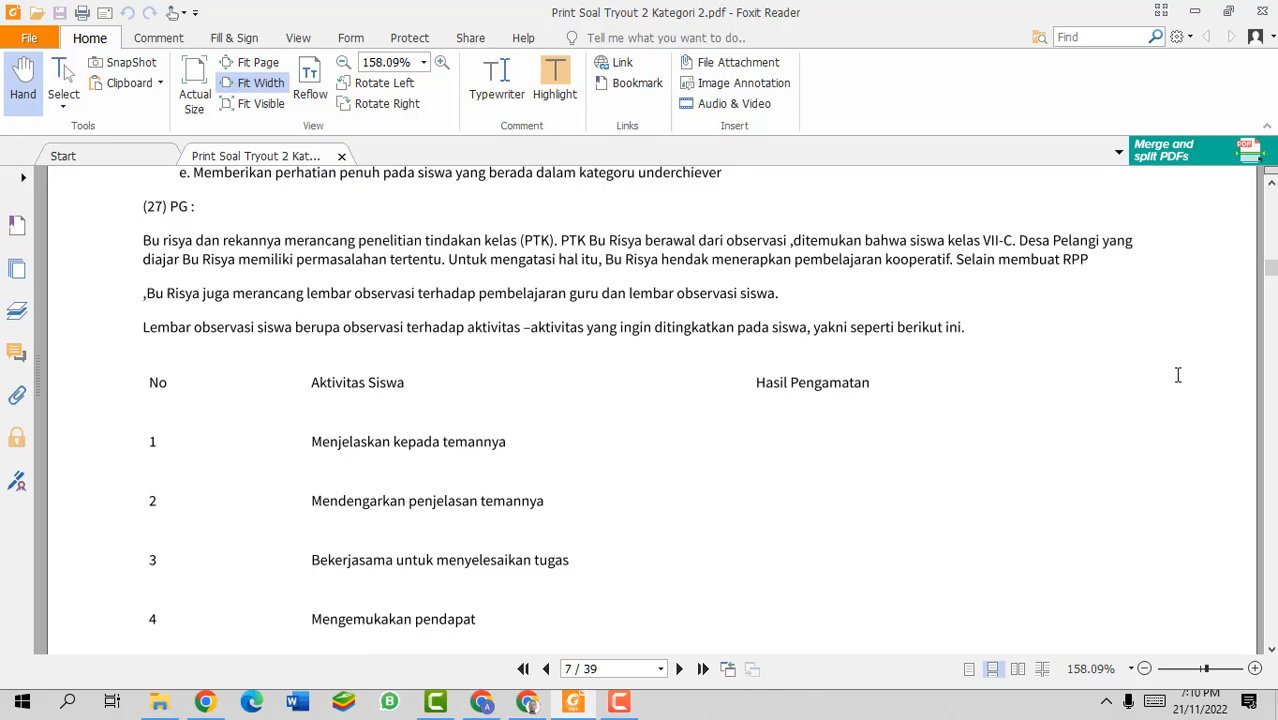 Print Soal Tryout 2 Kategori 2.pdf - Foxit Reader
File Home Comment Fill & Sign View Form Protect Share Help Tell me what you want to do.. Find
Hand
Select
SnapShot
Clipboard
Tools
Actual Size
Fit Page
Fit Width
Fit Visible
Reflow
158.09%
Rotate Left
Rotate Right
View
Typewriter
Highlight
Comment
Link
Bookmark
Links
File Attachment
Image Annotation
Audio & Video
Insert
Start
Print Soal Tryout 2 Kat...
Merge and
split PDFs
PDF
e. Memberikan perhatian penuh pada siswa yang berada dalam kategoru underchiever
(27) PG :
Bu risya dan rekannya merancang penelitian tindakan kelas (PTK). PTK Bu Risya berawal dari observasi ,ditemukan bahwa siswa kelas VII-C. Desa Pelangi yang
diajar Bu Risya memiliki permasalahan tertentu. Untuk mengatasi hal itu, Bu Risya hendak menerapkan pembelajaran kooperatif. Selain membuat RPP
,Bu Risya juga merancang lembar observasi terhadap pembelajaran guru dan lembar observasi siswa.
Lembar observasi siswa berupa observasi terhadap aktivitas –aktivitas yang ingin ditingkatkan pada siswa, yakni seperti berikut ini.
No Aktivitas Siswa Hasil Pengamatan
1 Menjelaskan kepada temannya
2 Mendengarkan penjelasan temannya
3 Bekerjasama untuk menyelesaikan tugas
4 Mengemukakan pendapat
7 / 39
158.09%
7:10 PM
21/11/2022